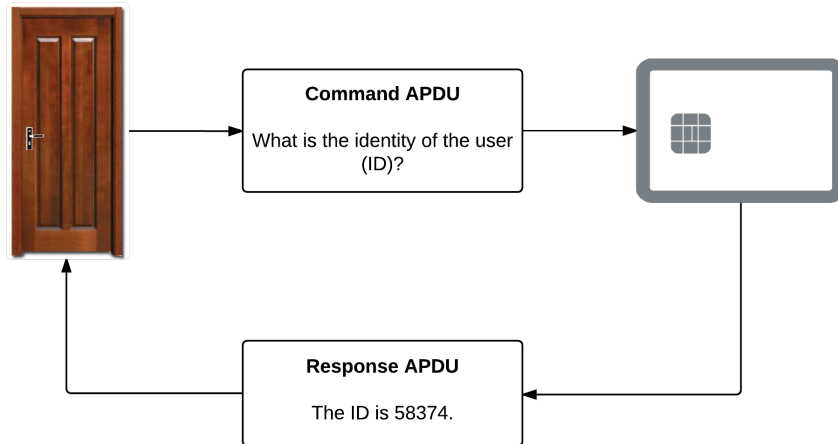 Command APDU
What is the identity of the user
(ID)?
Response APDU
The ID is 58374.